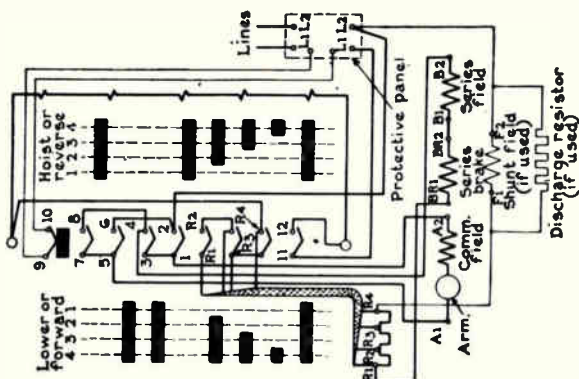 Lines
L1 L2
L1 L2
Protective panel
Hoist or
reverse
1 2 3 4
Lower or
forward
4 3 2 1
9 10
7 8
5 6
4
3 2
1 R2
R1
R3 R4
11 12
R1 R2 R3 R4
A1
Arm.
A2
Comm.
field
BR1 BR2
Series
brake
B1 B2
Series
field
F1 F2
Shunt field
(if used)
Discharge resistor
(if used)